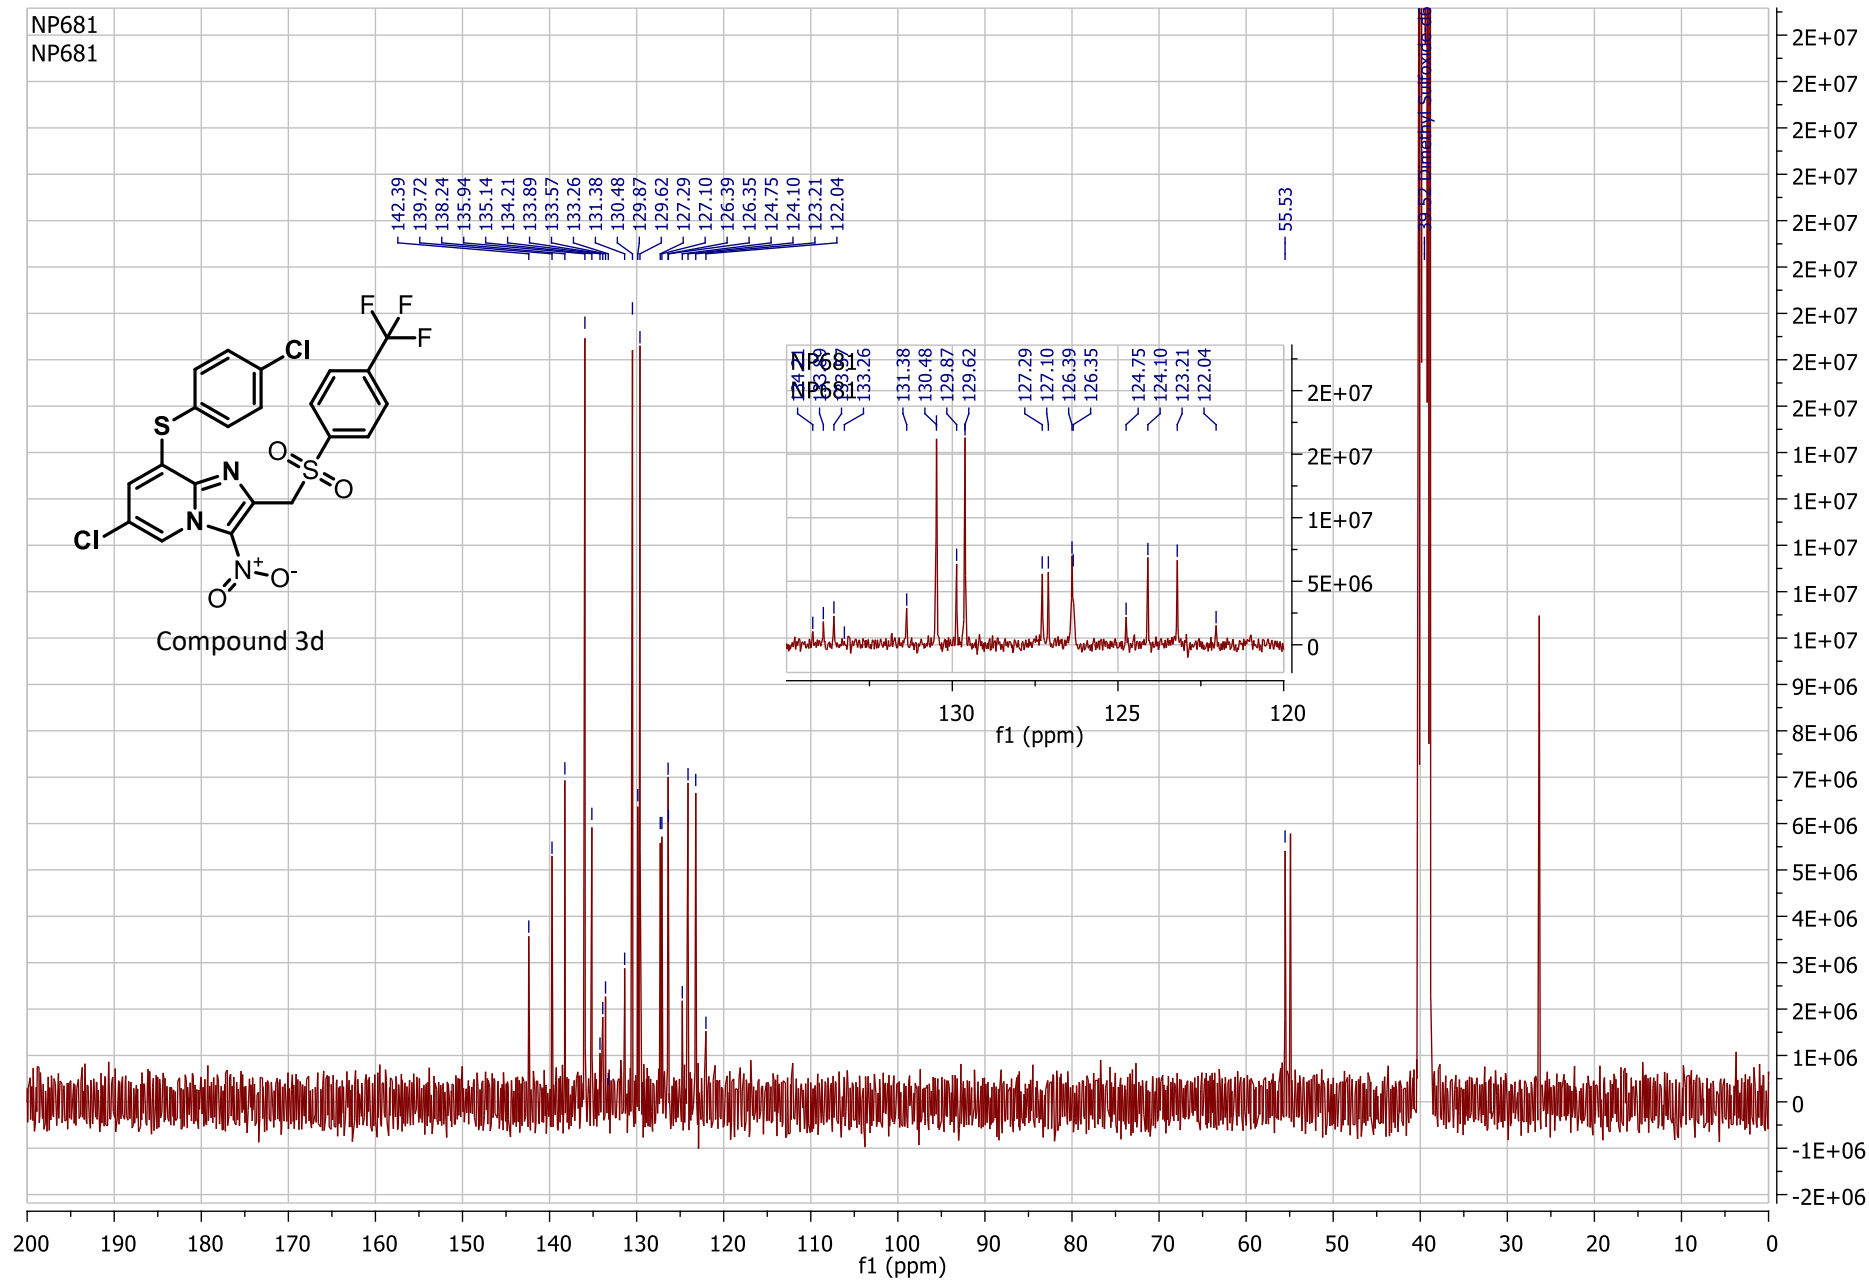 NP681
NP681
142.39
139.72
138.24
135.94
135.14
134.21
133.89
133.57
133.26
131.38
130.48
129.87
129.62
127.29
127.10
126.39
126.35
124.75
124.10
123.21
122.04
55.53
39.52 Dimethyl Sulfoxide-d6
F F
F
Cl
S
O
S
O
N
N
Cl
N+
O-
O
Compound 3d
NP681
NP681
133.26
131.38
130.48
129.87
129.62
127.29
127.10
126.39
126.35
124.75
124.10
123.21
122.04
2E+07
2E+07
1E+07
5E+06
0
130 125 120
f1 (ppm)
2E+07
2E+07
2E+07
2E+07
2E+07
2E+07
2E+07
2E+07
2E+07
1E+07
1E+07
1E+07
1E+07
1E+07
9E+06
8E+06
7E+06
6E+06
5E+06
4E+06
3E+06
2E+06
1E+06
0
-1E+06
-2E+06
200 190 180 170 160 150 140 130 120 110 100 90 80 70 60 50 40 30 20 10 0
f1 (ppm)